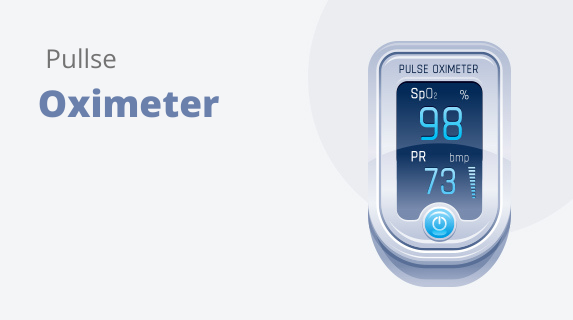 Pullse
Oximeter
PULSE OXIMETER
SpO₂ %
98
PR bmp
73